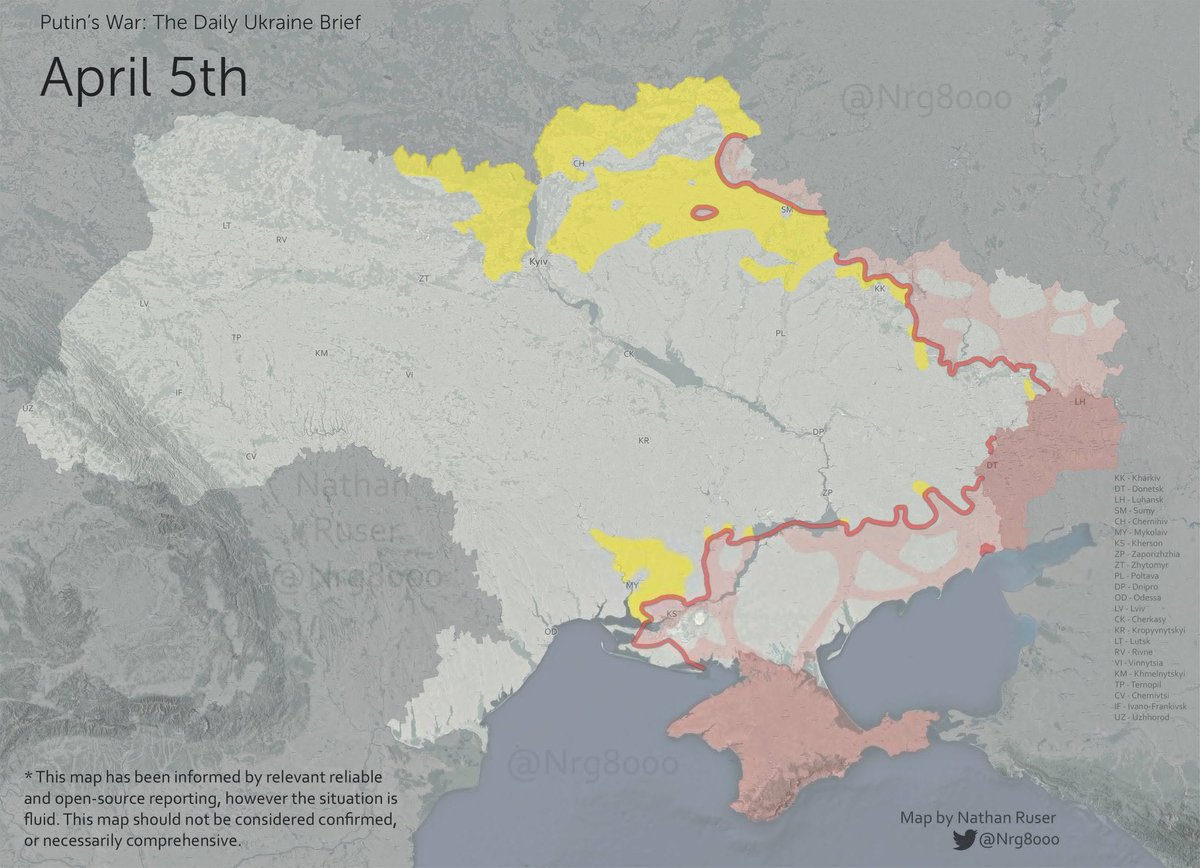 Putin's War: The Daily Ukraine Brief
April 5th
@Nrg8ooo
CH
SM
LT
RV
Kyiv
ZT
KK
LV
PL
TP
KM
CK
VI
IF
LH
UZ
DP
KR
CV
DT
Nathan
Ruser
@Nrg8ooo
ZP
MY
KS
OD
KK - Kharkiv
DT - Donetsk
LH - Luhansk
SM - Sumy
CH - Chernihiv
MY - Mykolaiv
KS - Kherson
ZP - Zaporizhzhia
ZT - Zhytomyr
PL - Poltava
DP - Dnipro
OD - Odessa
LV - Lviv
CK - Cherkasy
KR - Kropyvnytskyi
LT - Lutsk
RV - Rivne
VI - Vinnytsia
KM - Khmelnytskyi
TP - Ternopil
CV - Chernivtsi
IF - Ivano-Frankivsk
UZ - Uzhhorod
@Nrg8ooo
* This map has been informed by relevant reliable
and open-source reporting, however the situation is
fluid. This map should not be considered confirmed,
or necessarily comprehensive.
Map by Nathan Ruser
@Nrg8ooo